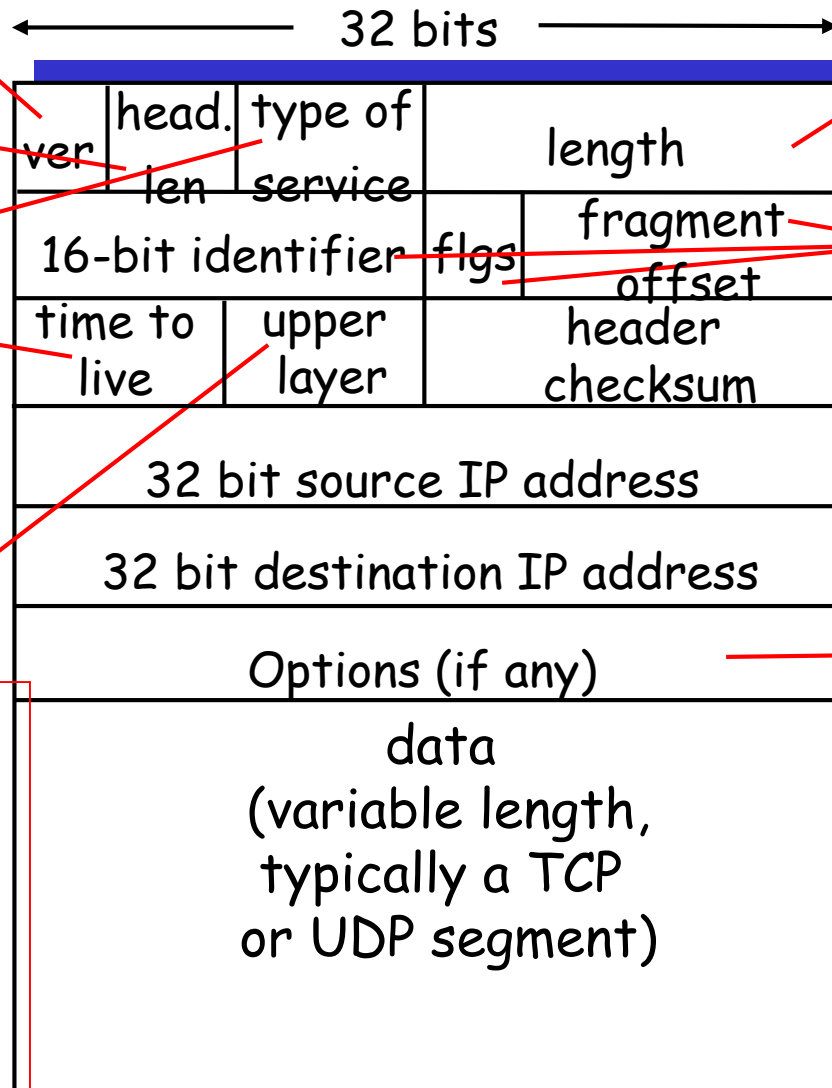 32 bits
ver
head.
len
type of
service
length
16-bit identifier
flgs
fragment
offset
time to
live
upper
layer
header
checksum
32 bit source IP address
32 bit destination IP address
Options (if any)
data
(variable length,
typically a TCP
or UDP segment)